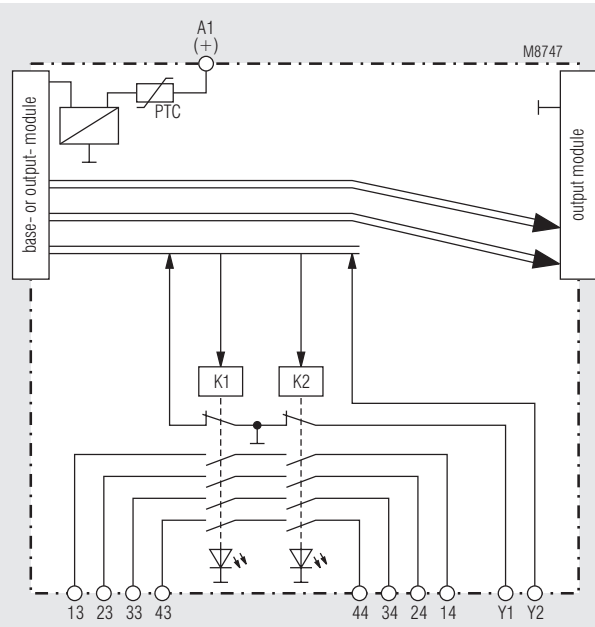 A1
(+)
M8747
PTC
base- or output- module
output module
K1
K2
13 23 33 43 44 34 24 14 Y1 Y2